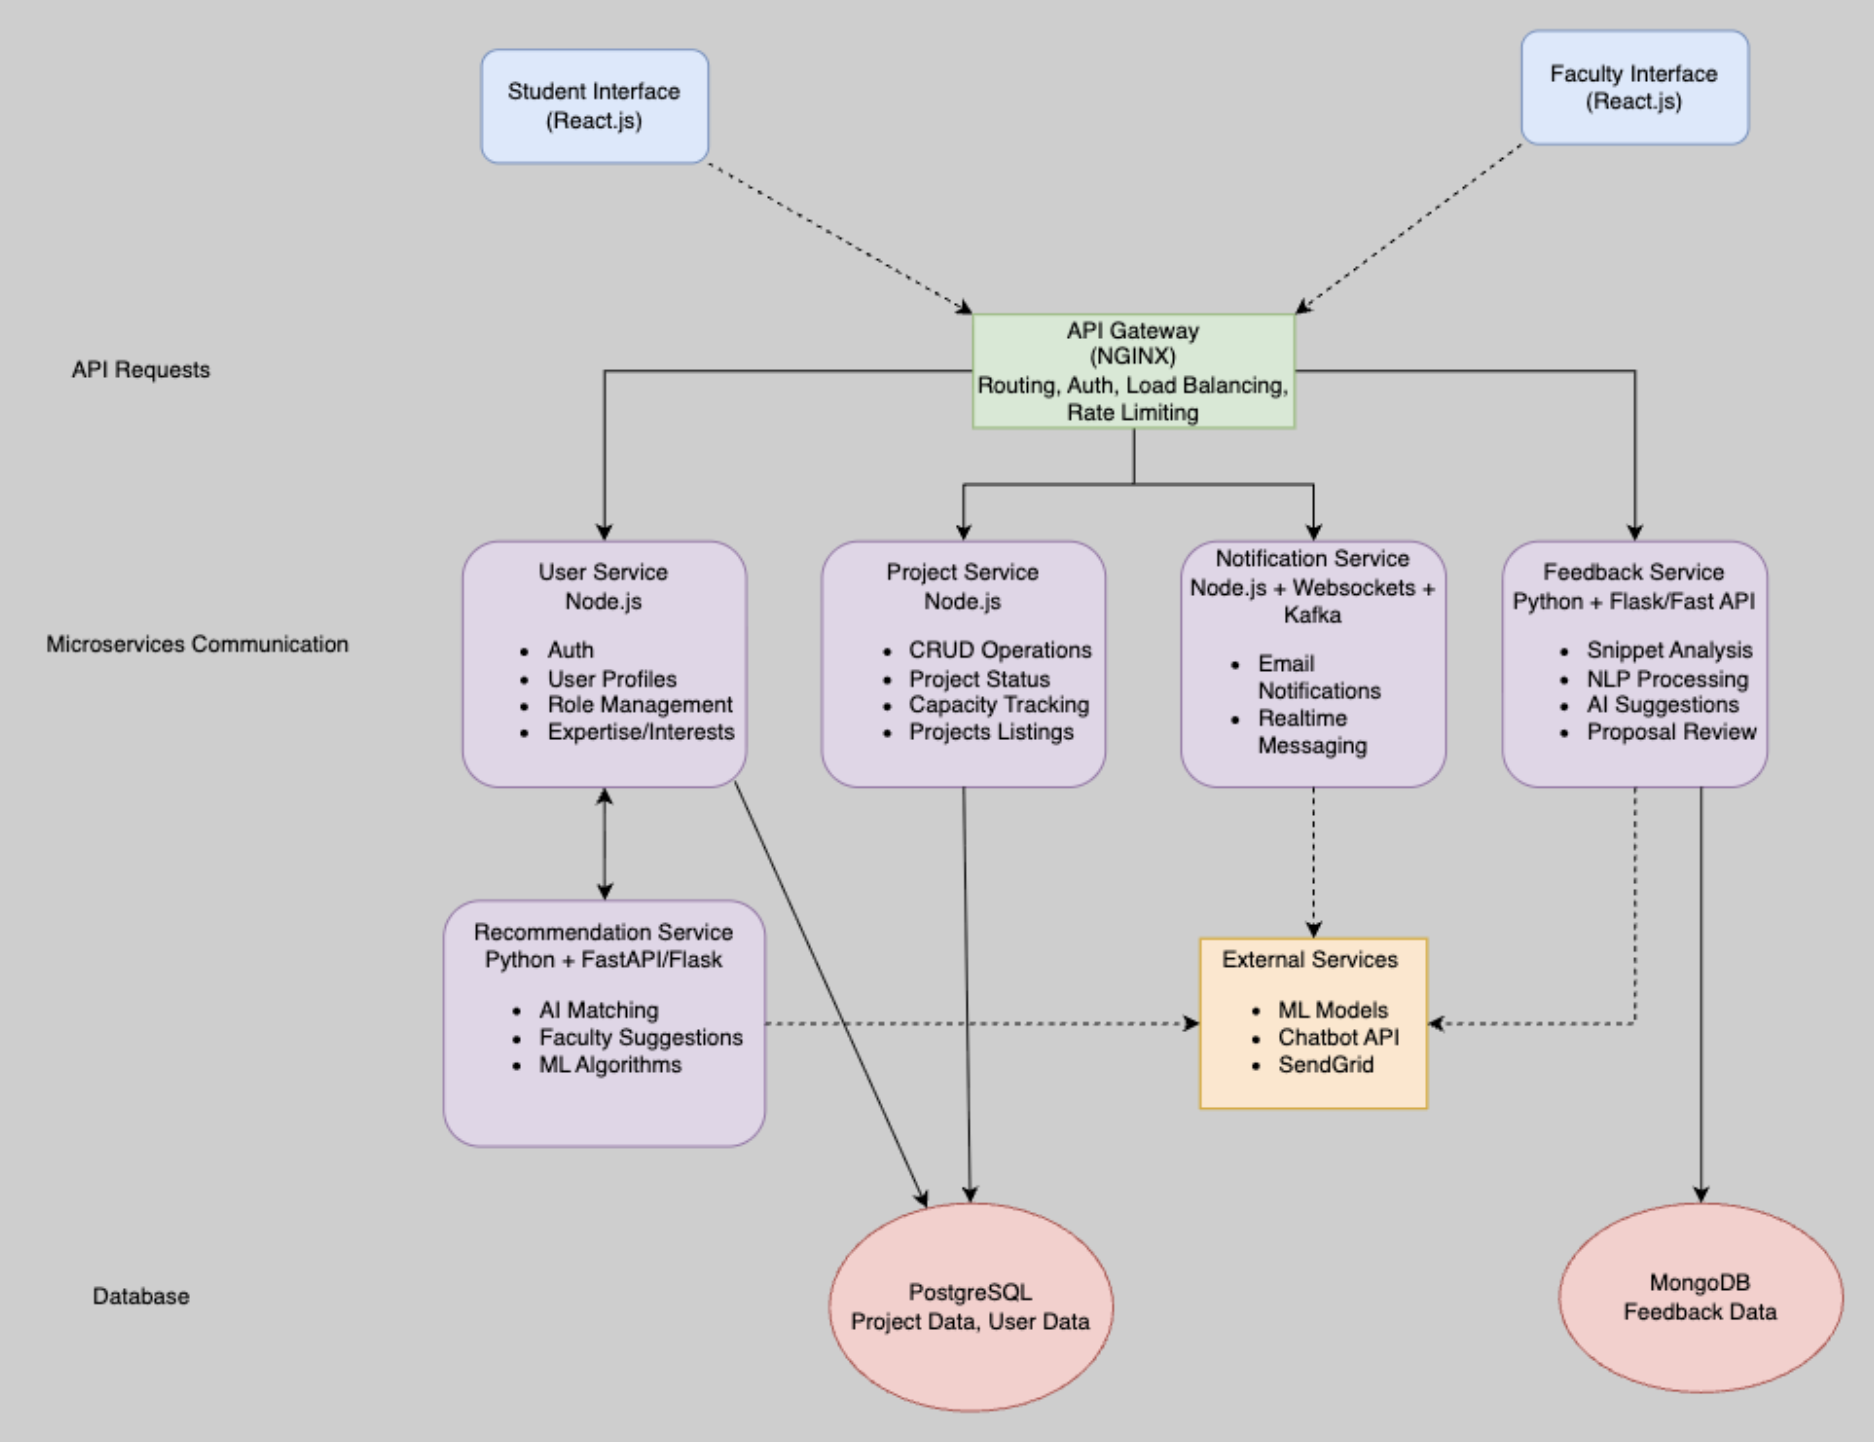 Student Interface
(React.js)
Faculty Interface
(React.js)
API Requests
API Gateway
(NGINX)
Routing, Auth, Load Balancing,
Rate Limiting
Microservices Communication
User Service
Node.js
• Auth
• User Profiles
• Role Management
• Expertise/Interests
Project Service
Node.js
• CRUD Operations
• Project Status
• Capacity Tracking
• Projects Listings
Notification Service
Node.js + Websockets +
Kafka
• Email
Notifications
• Realtime
Messaging
Feedback Service
Python + Flask/Fast API
• Snippet Analysis
• NLP Processing
• AI Suggestions
• Proposal Review
Recommendation Service
Python + FastAPI/Flask
• AI Matching
• Faculty Suggestions
• ML Algorithms
External Services
• ML Models
• Chatbot API
• SendGrid
Database
PostgreSQL
Project Data, User Data
MongoDB
Feedback Data